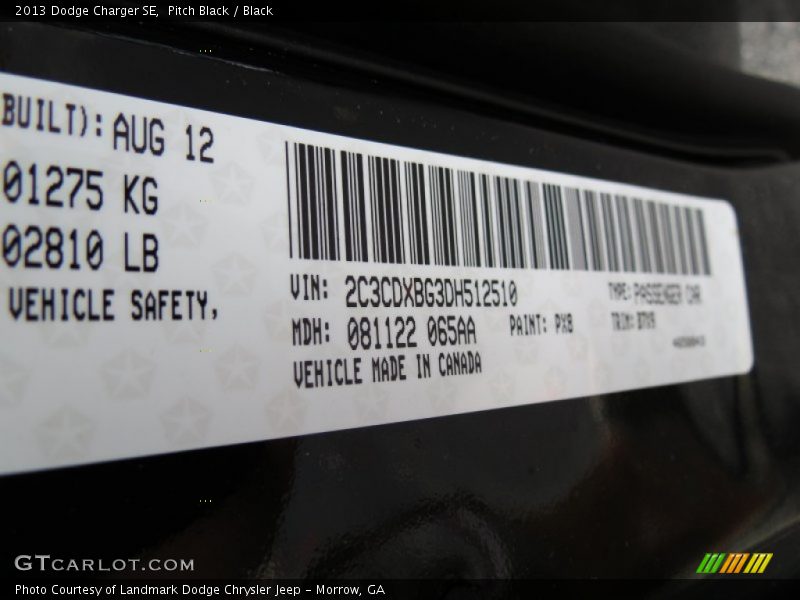 2013 Dodge Charger SE,  Pitch Black / Black
BUILT): AUG 12
01275 KG
02810 LB
VEHICLE SAFETY,
VIN: 2C3CDXBG3DH512510
TYPE: PASSENGER CAR
MDH: 081122 065AA
PAINT: PX8
TRIM:
VEHICLE MADE IN CANADA
GTCARLOT.COM
Photo Courtesy of Landmark Dodge Chrysler Jeep - Morrow, GA